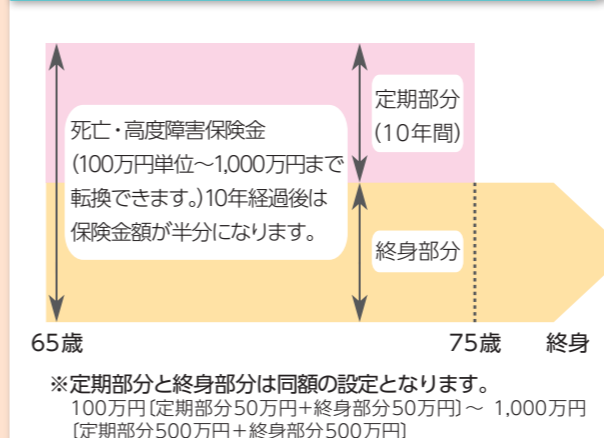 死亡・高度障害保険金
(100万円単位～1,000万円まで
転換できます。)10年経過後は
保険金額が半分になります。
定期部分
(10年間)
終身部分
65歳
75歳
終身
※定期部分と終身部分は同額の設定となります。
100万円〔定期部分50万円+終身部分50万円〕～ 1,000万円
〔定期部分500万円+終身部分500万円〕